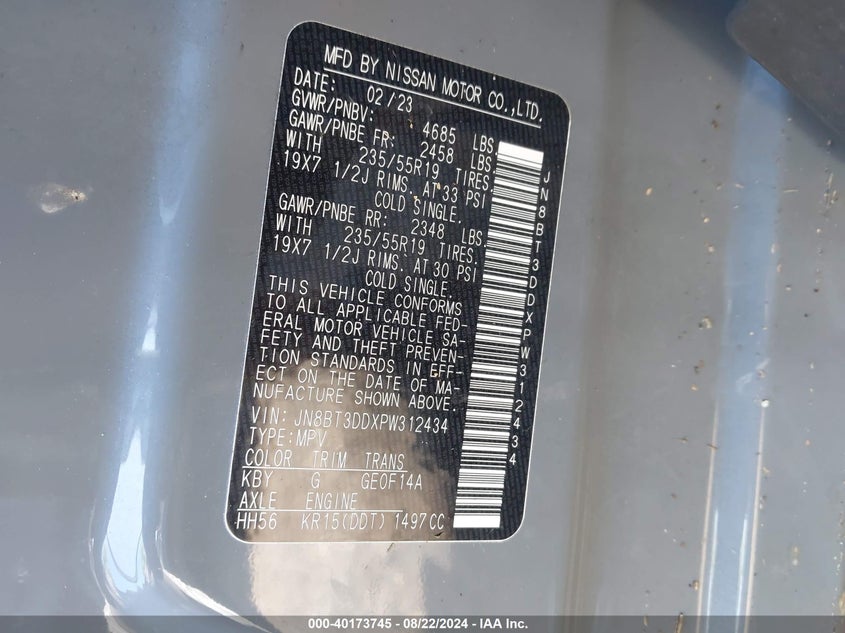 MFD BY NISSAN MOTOR CO.,LTD.
DATE: 02/23
GVWR/PNBV: 4685 LBS.
GAWR/PNBE FR: 2458 LBS
WITH 235/55R19 TIRES.
19X7 1/2J RIMS. AT 33 PSI
COLD SINGLE.
GAWR/PNBE RR: 2348 LBS.
WITH 235/55R19 TIRES.
19X7 1/2J RIMS. AT 30 PSI
COLD SINGLE.
THIS VEHICLE CONFORMS
TO ALL APPLICABLE FED-
ERAL MOTOR VEHICLE SA-
FETY AND THEFT PREVEN-
TION STANDARDS IN EFF-
ECT ON THE DATE OF MA-
NUFACTURE SHOWN ABOVE.
VIN: JN8BT3DDXPW312434
TYPE:MPV
COLOR TRIM TRANS
KBY G GE0F14A
AXLE ENGINE
HH56 KR15(DDT) 1497CC
JN8BT3DDXPW312434
000-40173745 - 08/22/2024 - IAA Inc.